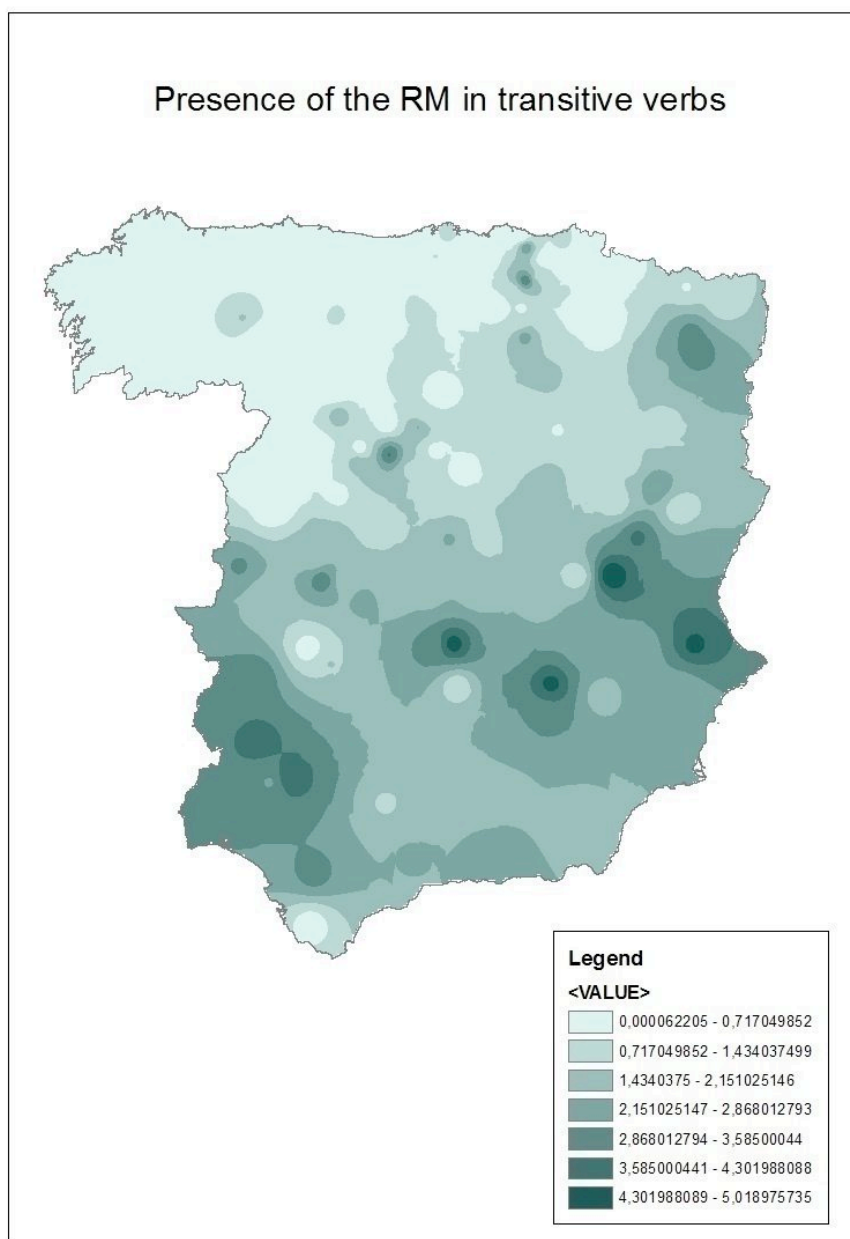 Presence of the RM in transitive verbs
Legend
<VALUE>
0,000062205 - 0,717049852
0,717049852 - 1,434037499
1,4340375 - 2,151025146
2,151025147 - 2,868012793
2,868012794 - 3,58500044
3,585000441 - 4,301988088
4,301988089 - 5,018975735